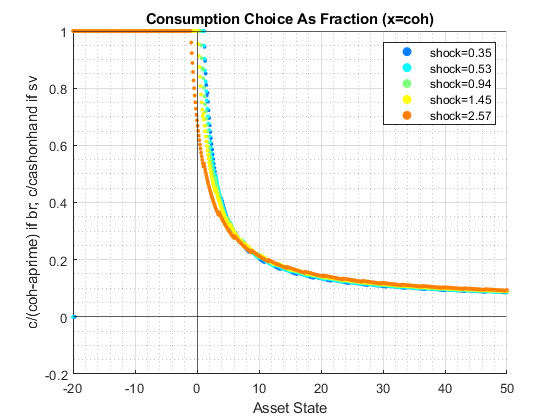 Consumption Choice As Fraction (x=coh)
c/(coh-aprime) if br; c/cashonhand if sv
1
0.8
0.6
0.4
0.2
0
-0.2
shock=0.35
shock=0.53
shock=0.94
shock=1.45
shock=2.57
-20 -10 0 10 20 30 40 50
Asset State